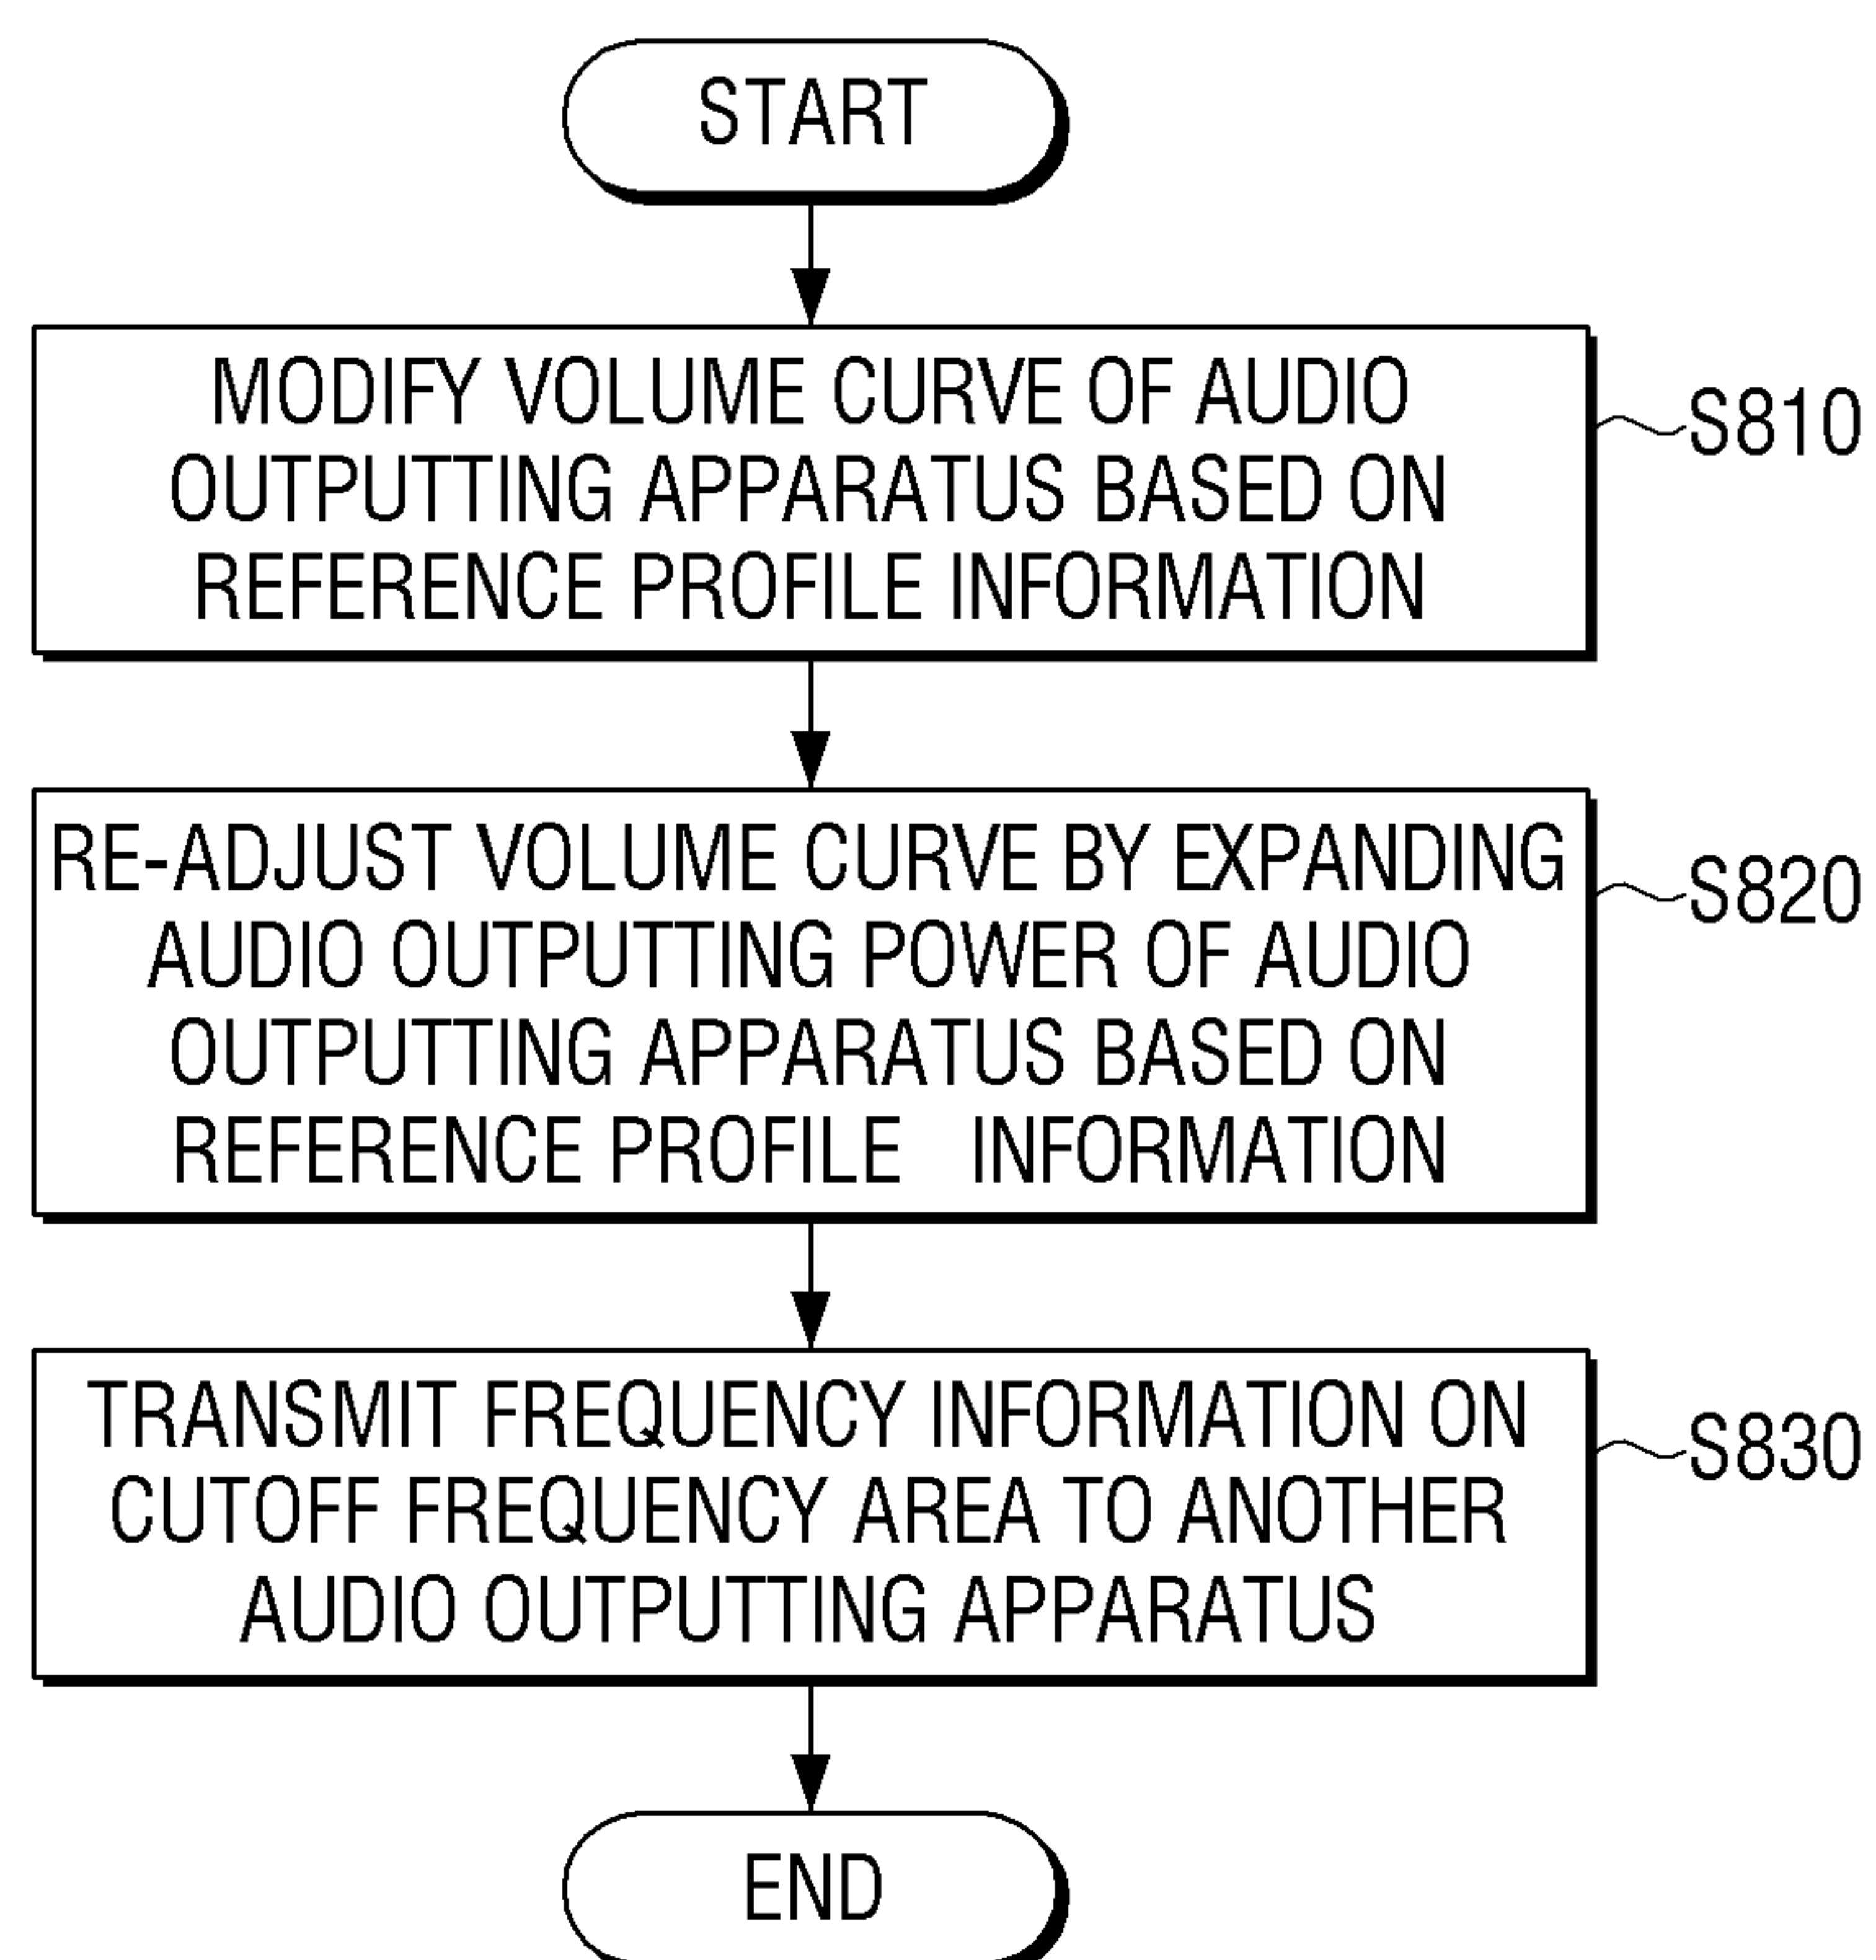 START
MODIFY VOLUME CURVE OF AUDIO
OUTPUTTING APPARATUS BASED ON
REFERENCE PROFILE INFORMATION
S810
RE-ADJUST VOLUME CURVE BY EXPANDING
AUDIO OUTPUTTING POWER OF AUDIO
OUTPUTTING APPARATUS BASED ON
REFERENCE PROFILE INFORMATION
S820
TRANSMIT FREQUENCY INFORMATION ON
CUTOFF FREQUENCY AREA TO ANOTHER
AUDIO OUTPUTTING APPARATUS
S830
END